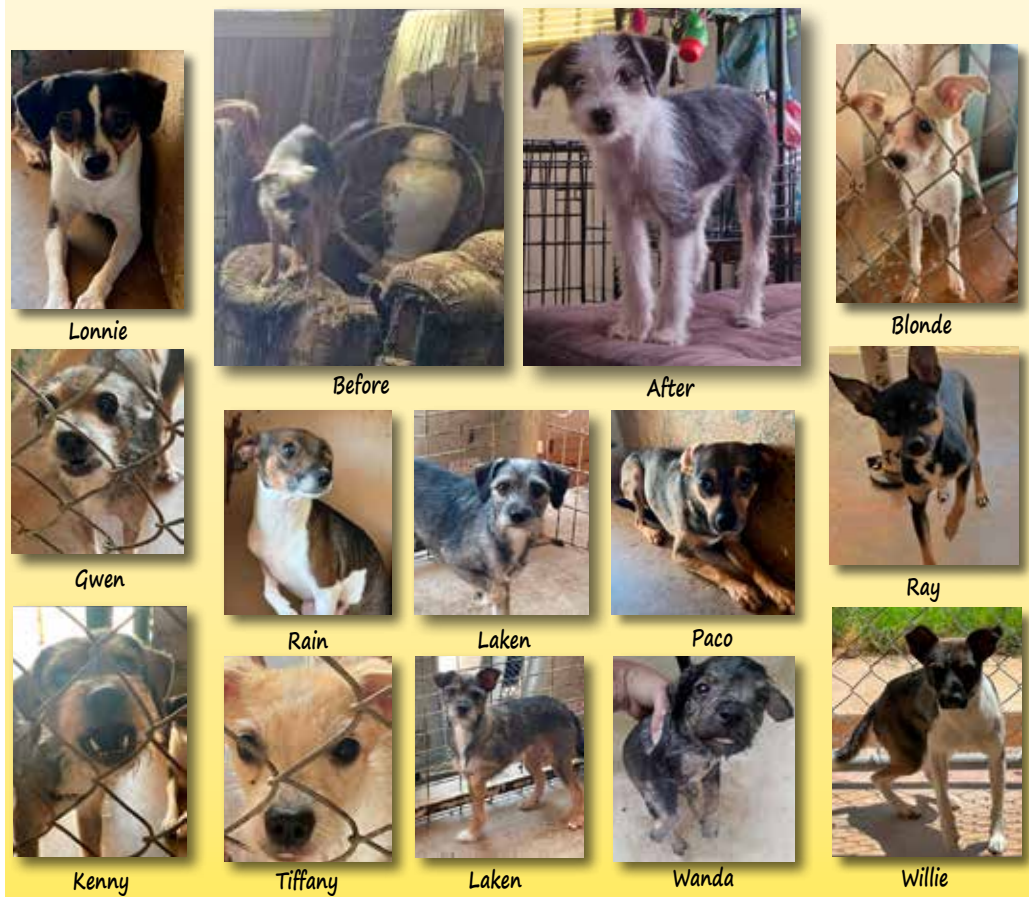 Lonnie
Before
After
Blonde
Gwen
Rain
Laken
Paco
Ray
Kenny
Tiffany
Laken
Wanda
Willie